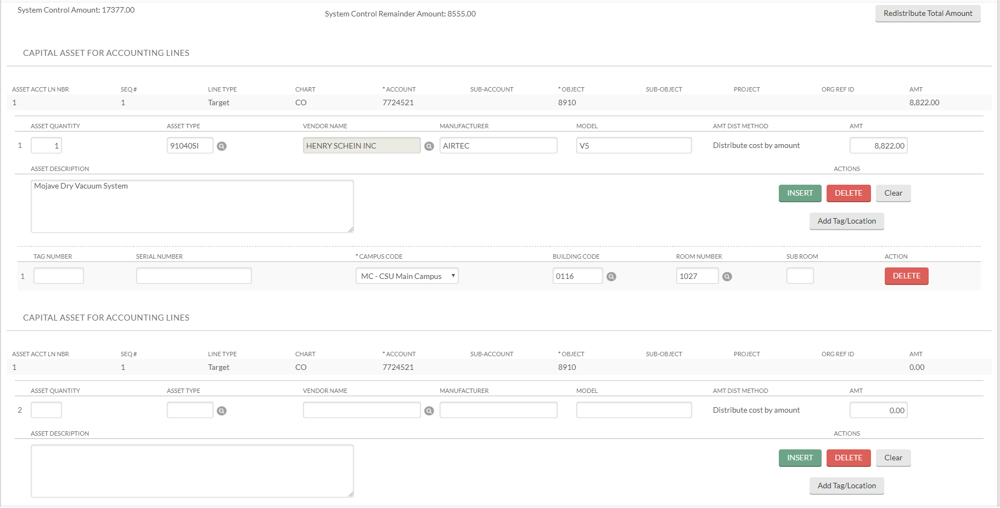 System Control Amount: 17377.00
System Control Remainder Amount: 8555.00
Redistribute Total Amount
CAPITAL ASSET FOR ACCOUNTING LINES
ASSET ACCT LN NBR SEQ # LINE TYPE CHART * ACCOUNT SUB-ACCOUNT * OBJECT SUB-OBJECT PROJECT ORG REF ID AMT
1 1 Target CO 7724521 8910 8,822.00
ASSET QUANTITY ASSET TYPE VENDOR NAME MANUFACTURER MODEL AMT DIST METHOD AMT
1 1 91040SI HENRY SCHEIN INC AIRTEC V5 Distribute cost by amount 8,822.00
ASSET DESCRIPTION ACTIONS
Mojave Dry Vacuum System
INSERT DELETE Clear
Add Tag/Location
TAG NUMBER SERIAL NUMBER * CAMPUS CODE BUILDING CODE ROOM NUMBER SUB ROOM ACTION
1 MC - CSU Main Campus 0116 1027 DELETE
CAPITAL ASSET FOR ACCOUNTING LINES
ASSET ACCT LN NBR SEQ # LINE TYPE CHART * ACCOUNT SUB-ACCOUNT * OBJECT SUB-OBJECT PROJECT ORG REF ID AMT
1 1 Target CO 7724521 8910 0.00
ASSET QUANTITY ASSET TYPE VENDOR NAME MANUFACTURER MODEL AMT DIST METHOD AMT
2 Distribute cost by amount 0.00
ASSET DESCRIPTION ACTIONS
INSERT DELETE Clear
Add Tag/Location